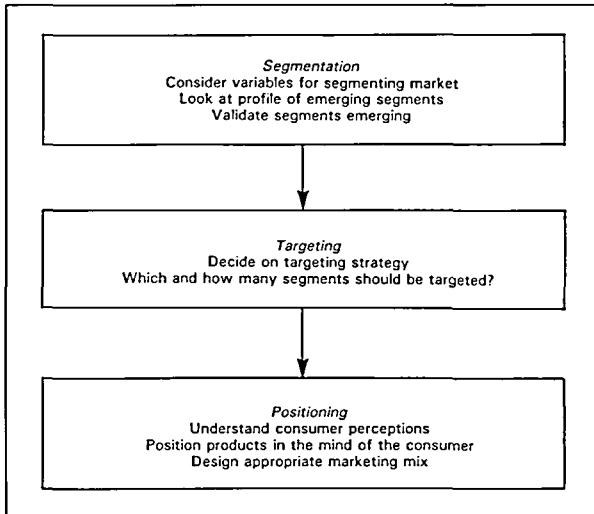 Segmentation
Consider variables for segmenting market
Look at profile of emerging segments
Validate segments emerging
Targeting
Decide on targeting strategy
Which and how many segments should be targeted?
Positioning
Understand consumer perceptions
Position products in the mind of the consumer
Design appropriate marketing mix